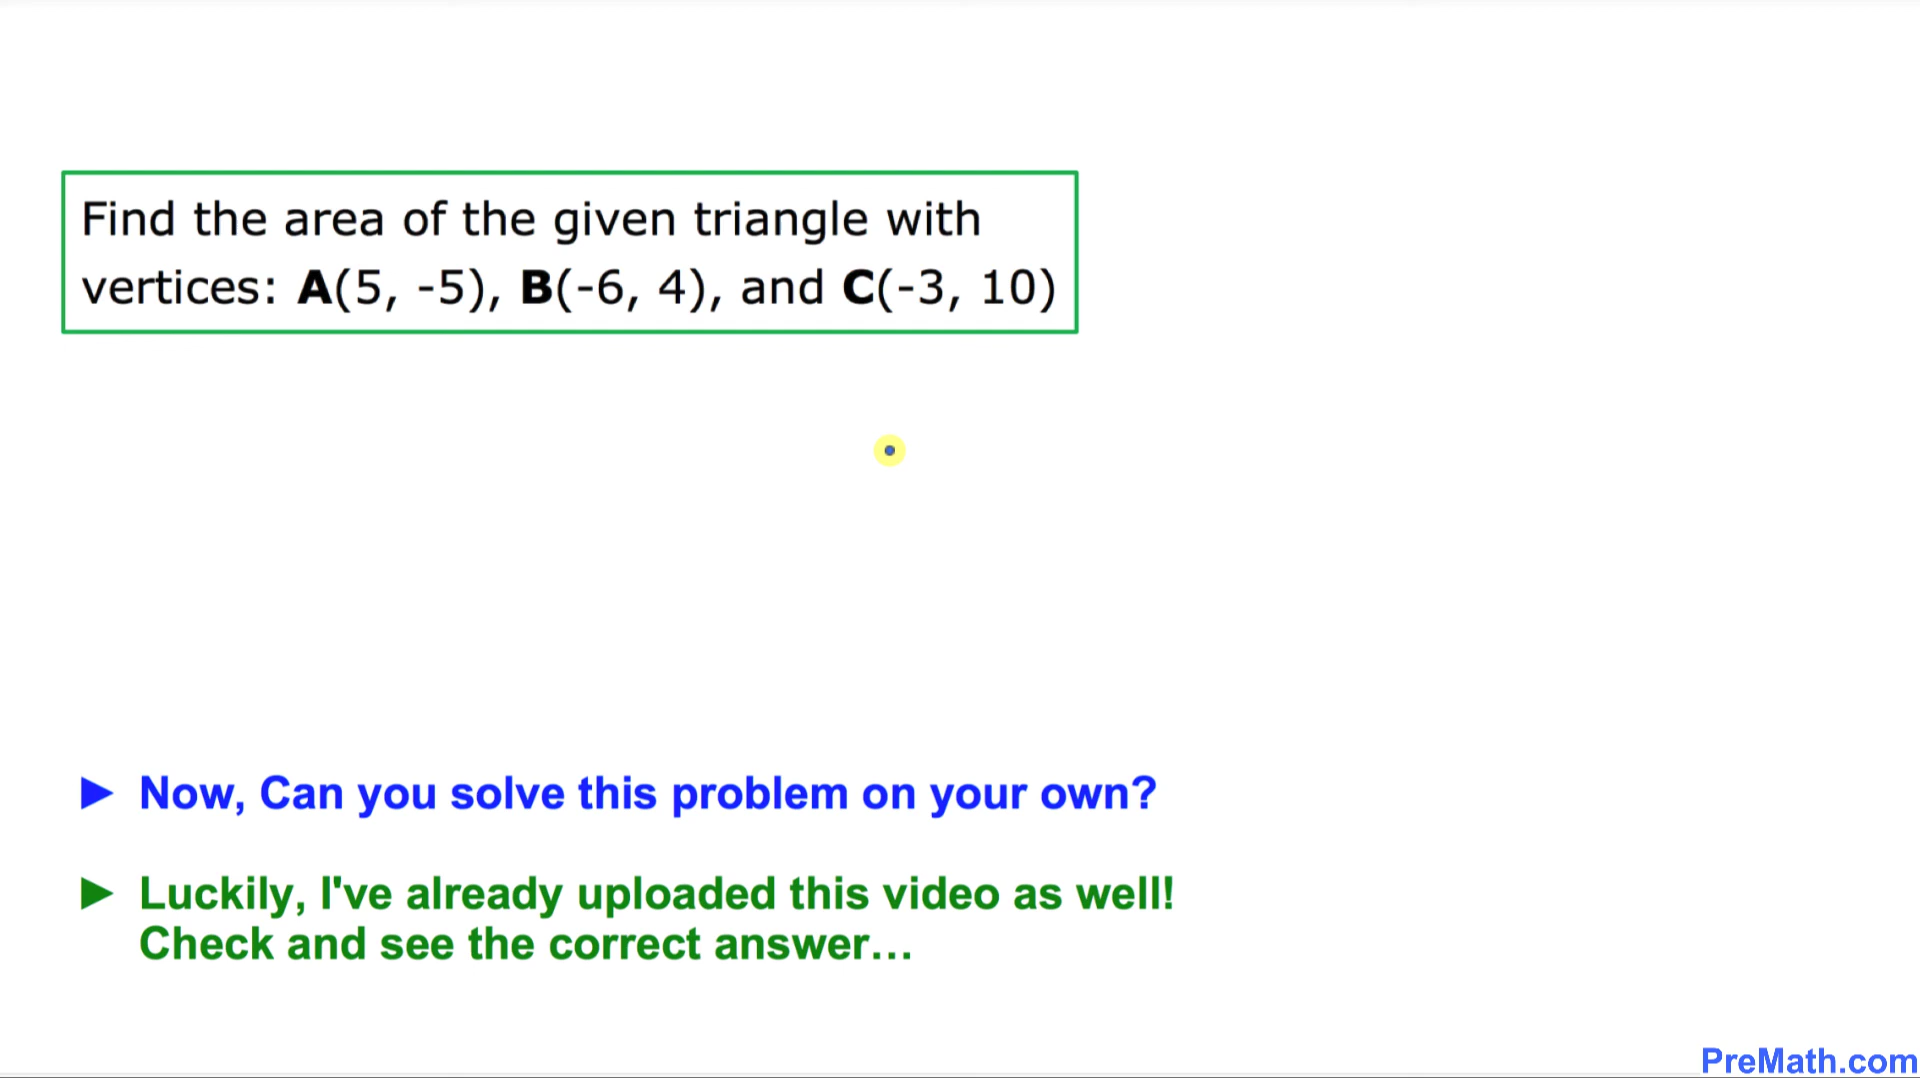 Find the area of the given triangle with
vertices: A(5, -5), B(-6, 4), and C(-3, 10)
► Now, Can you solve this problem on your own?
► Luckily, I've already uploaded this video as well!
Check and see the correct answer...
PreMath.com